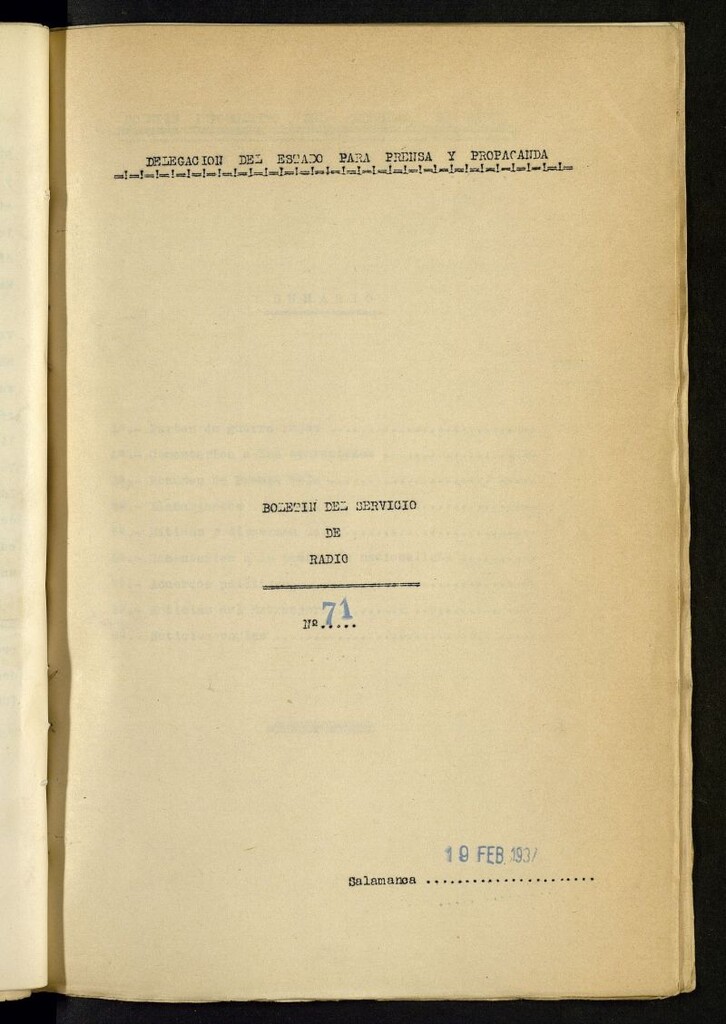 DELEGACION DEL ESTADO PARA PRENSA Y PROPAGANDA
BOLETIN DEL SERVICIO
DE
RADIO
Nº 71.....
19 FEB. 1937
Salamanca ......................